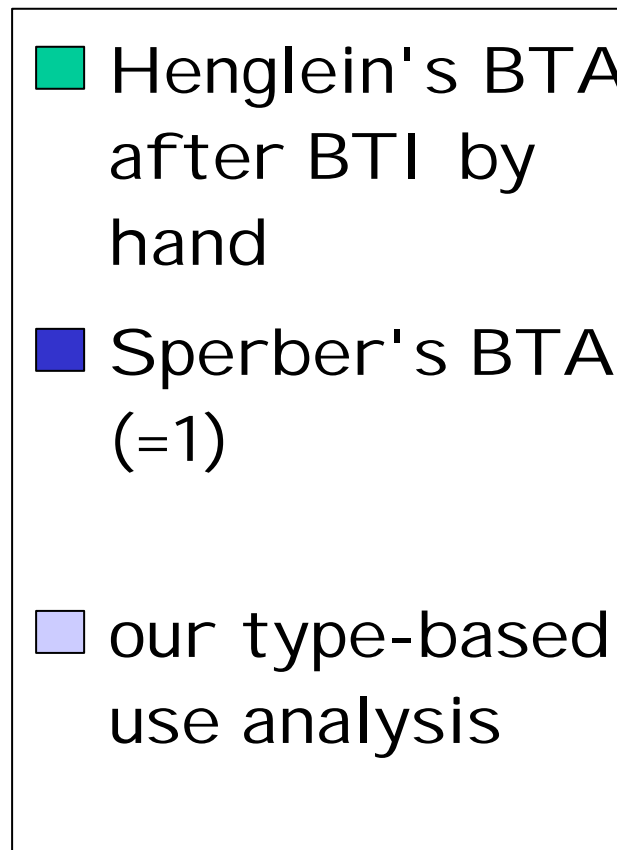 Henglein's BTA
after BTI by
hand
Sperber's BTA
(=1)
our type-based
use analysis